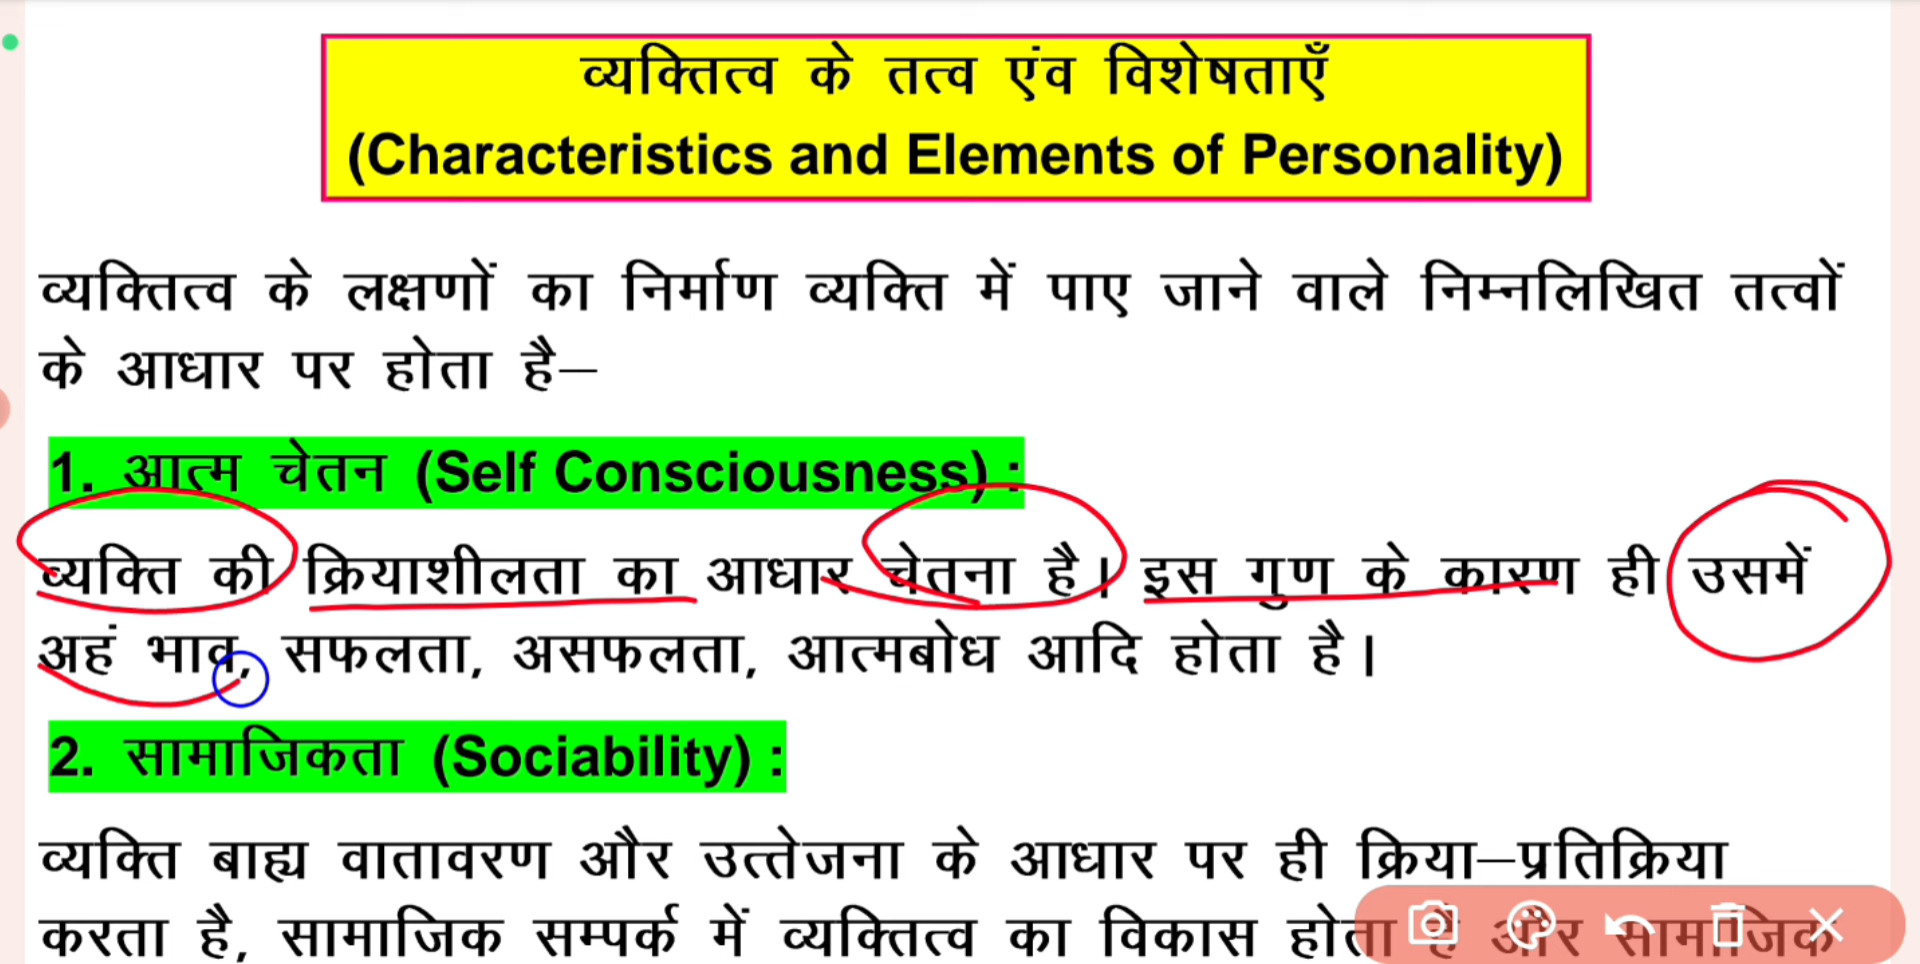 व्यक्तित्व के तत्व एंव विशेषताएँ
(Characteristics and Elements of Personality)
व्यक्तित्व के लक्षणों का निर्माण व्यक्ति में पाए जाने वाले निम्नलिखित तत्वों
के आधार पर होता है–
1. आत्म चेतन (Self Consciousness) :
व्यक्ति की क्रियाशीलता का आधार चेतना है। इस गुण के कारण ही उसमें
अहं भाव, सफलता, असफलता, आत्मबोध आदि होता है।
2. सामाजिकता (Sociability) :
व्यक्ति बाह्य वातावरण और उत्तेजना के आधार पर ही क्रिया–प्रतिक्रिया
करता है, सामाजिक सम्पर्क में व्यक्तित्व का विकास होता है और सामाजिक